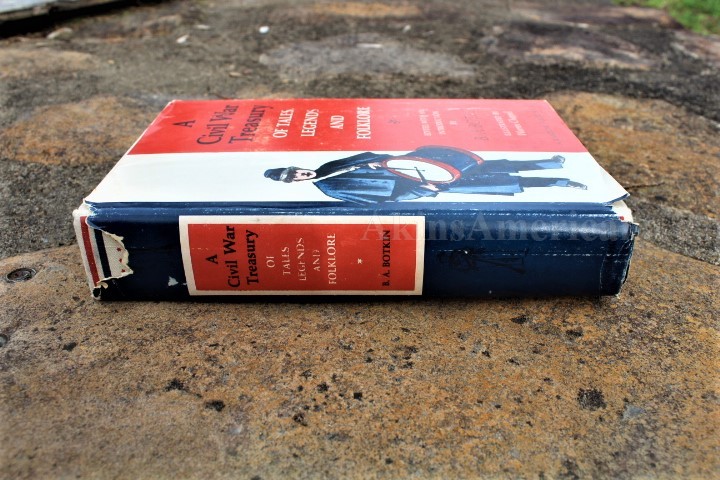 A
Civil War
Treasury
OF TALES
LEGENDS
AND
FOLKLORE
A
Civil War
Treasury
OF
TALES
LEGENDS
AND
FOLKLORE
B. A. BOTKIN
AkinsAmerica